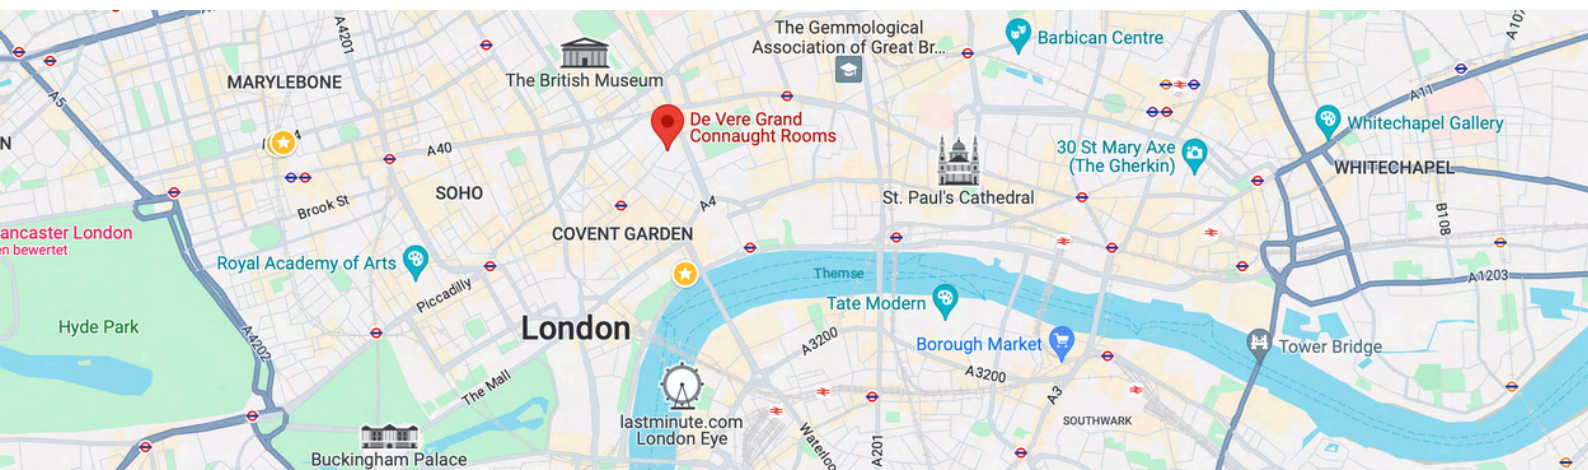 A4201
The Gemmological
Association of Great Br...
Barbican Centre
A107
MARYLEBONE
The British Museum
A5
A11
De Vere Grand
Connaught Rooms
Whitechapel Gallery
N
A40
30 St Mary Axe
(The Gherkin)
WHITECHAPEL
SOHO
St. Paul's Cathedral
Brook St
A4
B108
ancaster London
en bewertet
COVENT GARDEN
Royal Academy of Arts
Themse
A1203
Piccadilly
Tate Modern
Hyde Park
London
A4202
A3200
Borough Market
Tower Bridge
The Mall
A3200
A3
lastminute.com
London Eye
SOUTHWARK
Waterloo
A201
Buckingham Palace